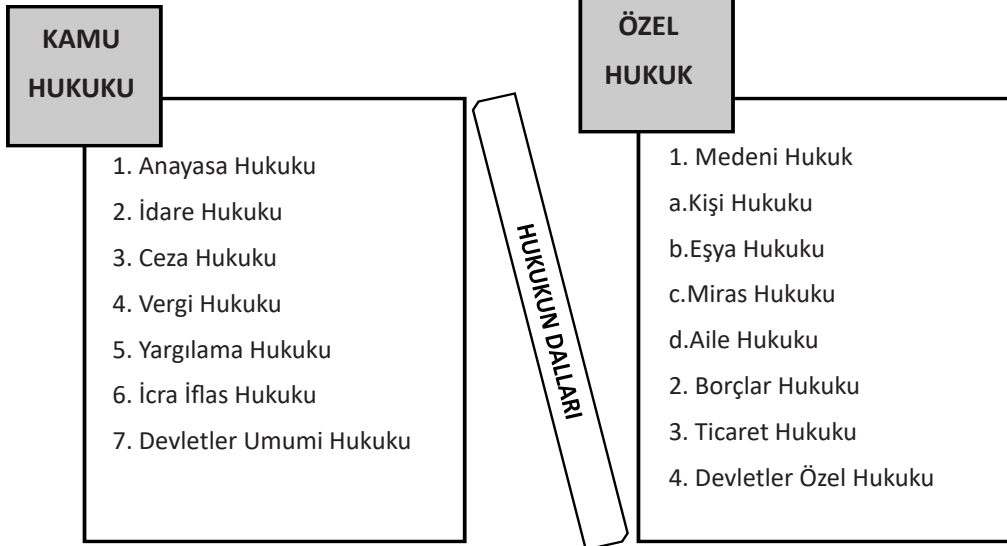 KAMU
HUKUKU
1. Anayasa Hukuku
2. İdare Hukuku
3. Ceza Hukuku
4. Vergi Hukuku
5. Yargılama Hukuku
6. İcra İflas Hukuku
7. Devletler Umumi Hukuku
HUKUKUN DALLARI
ÖZEL
HUKUK
1. Medeni Hukuk
a.Kişi Hukuku
b.Eşya Hukuku
c.Miras Hukuku
d.Aile Hukuku
2. Borçlar Hukuku
3. Ticaret Hukuku
4. Devletler Özel Hukuku